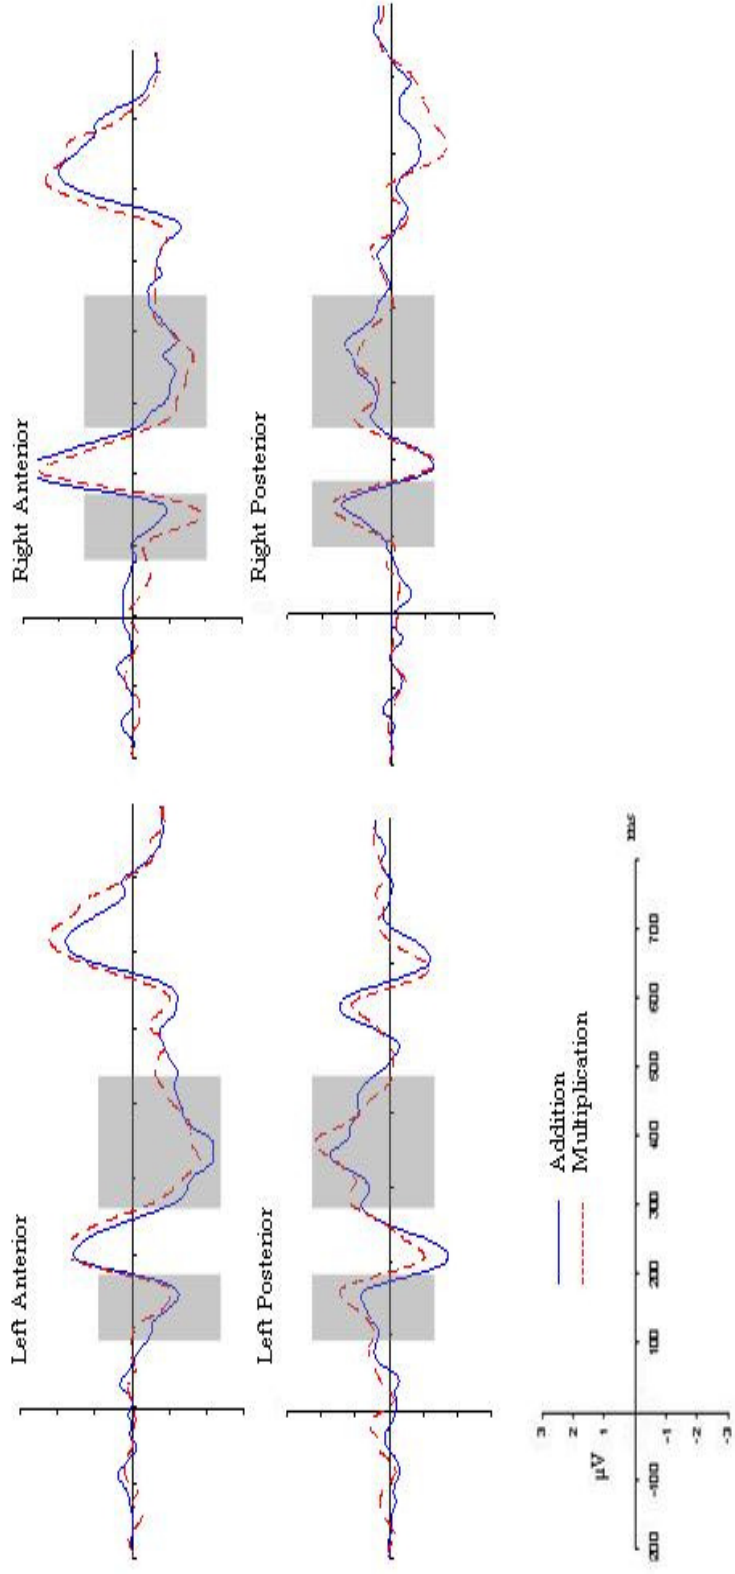 Left Anterior
Right Anterior
Left Posterior
Right Posterior
Addition
Multiplication
3
2
µV 1
-1
-2
-3
200 -100 100 200 300 400 500 600 700 ms